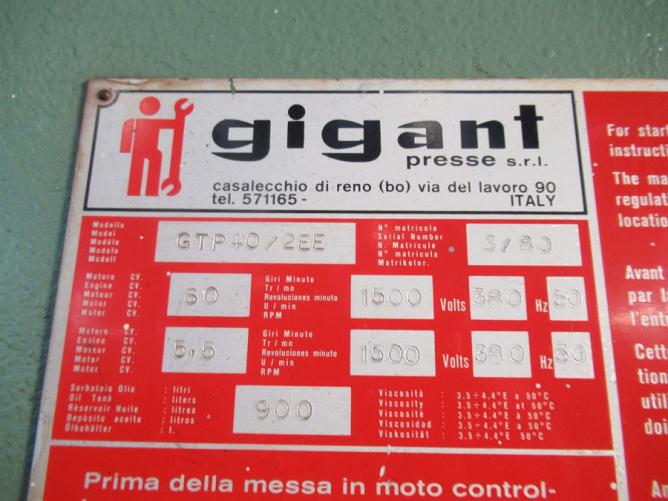 gigant
presse s.r.l.
casalecchio di reno (bo) via del lavoro 90
tel. 571165 - ITALY
Modello
Model
Modèle
Modelo
Modell
GTP40/2EE
N° matricula
Serial Number
N. Matricule
N° matricula
Matrikelnr.
3/80
Motore CV.
Engine CV.
Moteur CV.
Motor CV.
Motor CV.
60
Giri Minuto
Tr / mn
Revoluciones minuto
U / min
RPM
1500 Volts 380 Hz 50
Motore CV.
Engine CV.
Moteur CV.
Motor CV.
Motor CV.
5,5
Giri Minuto
Tr / mn
Revoluciones minuto
U / min
RPM
1500 Volts 380 Hz 50
Serbatoio Olio : litri
Oil Tank : liters
Réservoir Huile : litres
Depósito aceite : litros
Ölbehälter : l.
900
Viscosità : 3.5÷4.4°E a 50°C
Viscosity : 3.5÷4.4°E at 50°C
Viscosité : 3.5÷4.4°E à 50°C
Viscosidad : 3.5÷4.4°E a 50°C
Viskosität : 3.5÷4.4°E a 50°C
Prima della messa in moto control-
For star
instructi
The ma
regulat
locatio
Avant
par la
l'entr
Cett
tion
utili
doi